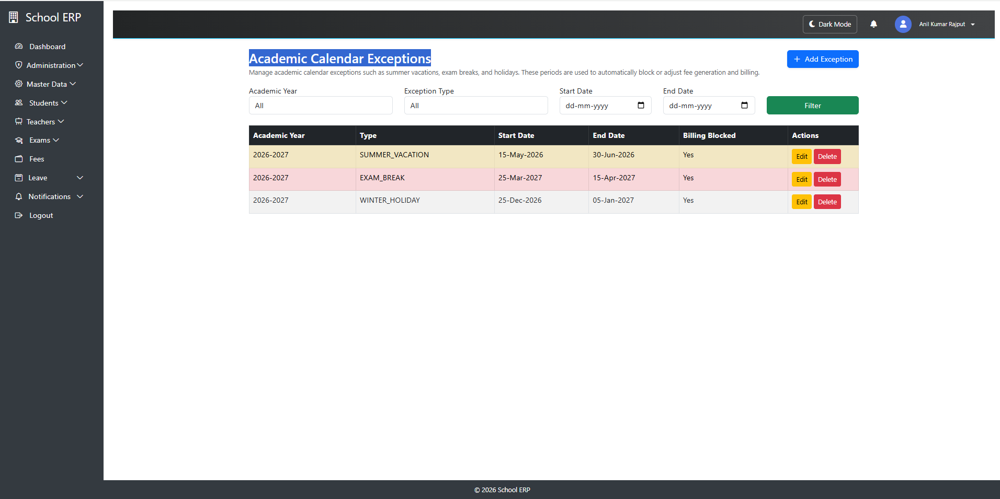 School ERP
Dark Mode
Anil Kumar Rajput
Dashboard
Administration
Master Data
Students
Teachers
Exams
Fees
Leave
Notifications
Logout
Academic Calendar Exceptions
+ Add Exception
Manage academic calendar exceptions such as summer vacations, exam breaks, and holidays. These periods are used to automatically block or adjust fee generation and billing.
Academic Year Exception Type Start Date End Date
All All dd-mm-yyyy dd-mm-yyyy Filter
Academic Year Type Start Date End Date Billing Blocked Actions
2026-2027 SUMMER_VACATION 15-May-2026 30-Jun-2026 Yes Edit Delete
2026-2027 EXAM_BREAK 25-Mar-2027 15-Apr-2027 Yes Edit Delete
2026-2027 WINTER_HOLIDAY 25-Dec-2026 05-Jan-2027 Yes Edit Delete
© 2026 School ERP